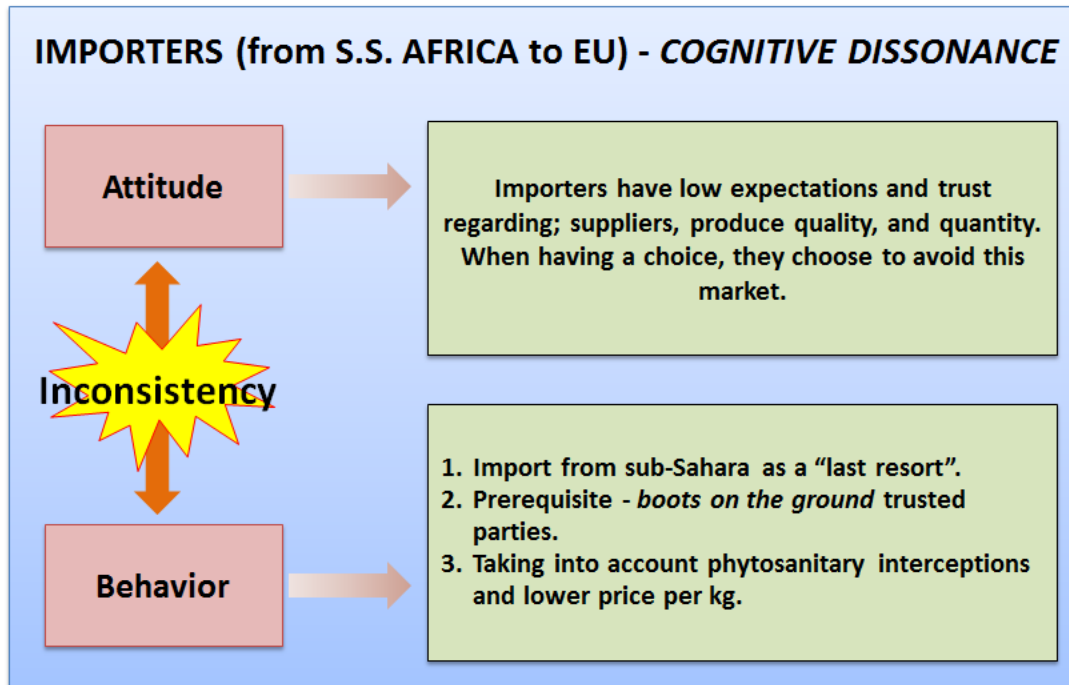 IMPORTERS (from S.S. AFRICA to EU) - COGNITIVE DISSONANCE
Attitude
Importers have low expectations and trust
regarding; suppliers, produce quality, and quantity.
When having a choice, they choose to avoid this
market.
Inconsistency
Behavior
1. Import from sub-Sahara as a “last resort”.
2. Prerequisite - boots on the ground trusted
parties.
3. Taking into account phytosanitary interceptions
and lower price per kg.